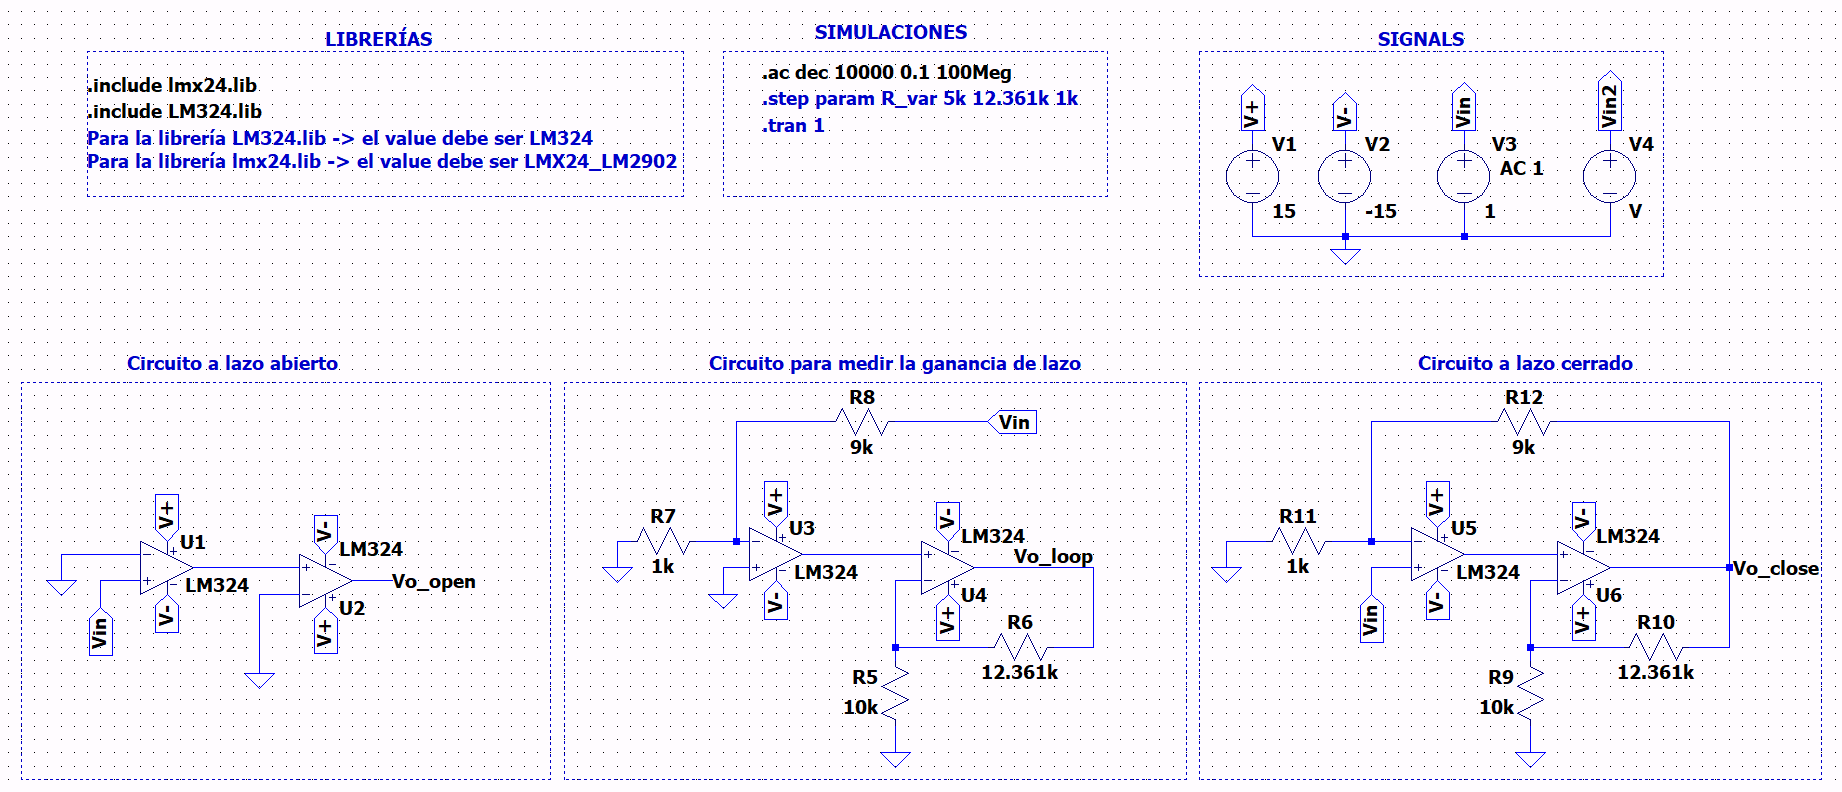 LIBRERÍAS
.include lmx24.lib
.include LM324.lib
Para la librería LM324.lib -> el value debe ser LM324
Para la librería lmx24.lib -> el value debe ser LMX24_LM2902
SIMULACIONES
.ac dec 10000 0.1 100Meg
.step param R_var 5k 12.361k 1k
.tran 1
SIGNALS
V+
V-
Vin
Vin2
V1
V2
V3
V4
AC 1
15
-15
1
V
Circuito a lazo abierto
V+
U1
LM324
V-
Vin
V-
LM324
Vo_open
U2
V+
Circuito para medir la ganancia de lazo
R8
9k
Vin
R7
1k
V+
U3
LM324
V-
V-
LM324
Vo_loop
U4
V+
R6
12.361k
R5
10k
Circuito a lazo cerrado
R12
9k
R11
1k
V+
U5
LM324
V-
Vin
V-
LM324
Vo_close
U6
V+
R10
12.361k
R9
10k